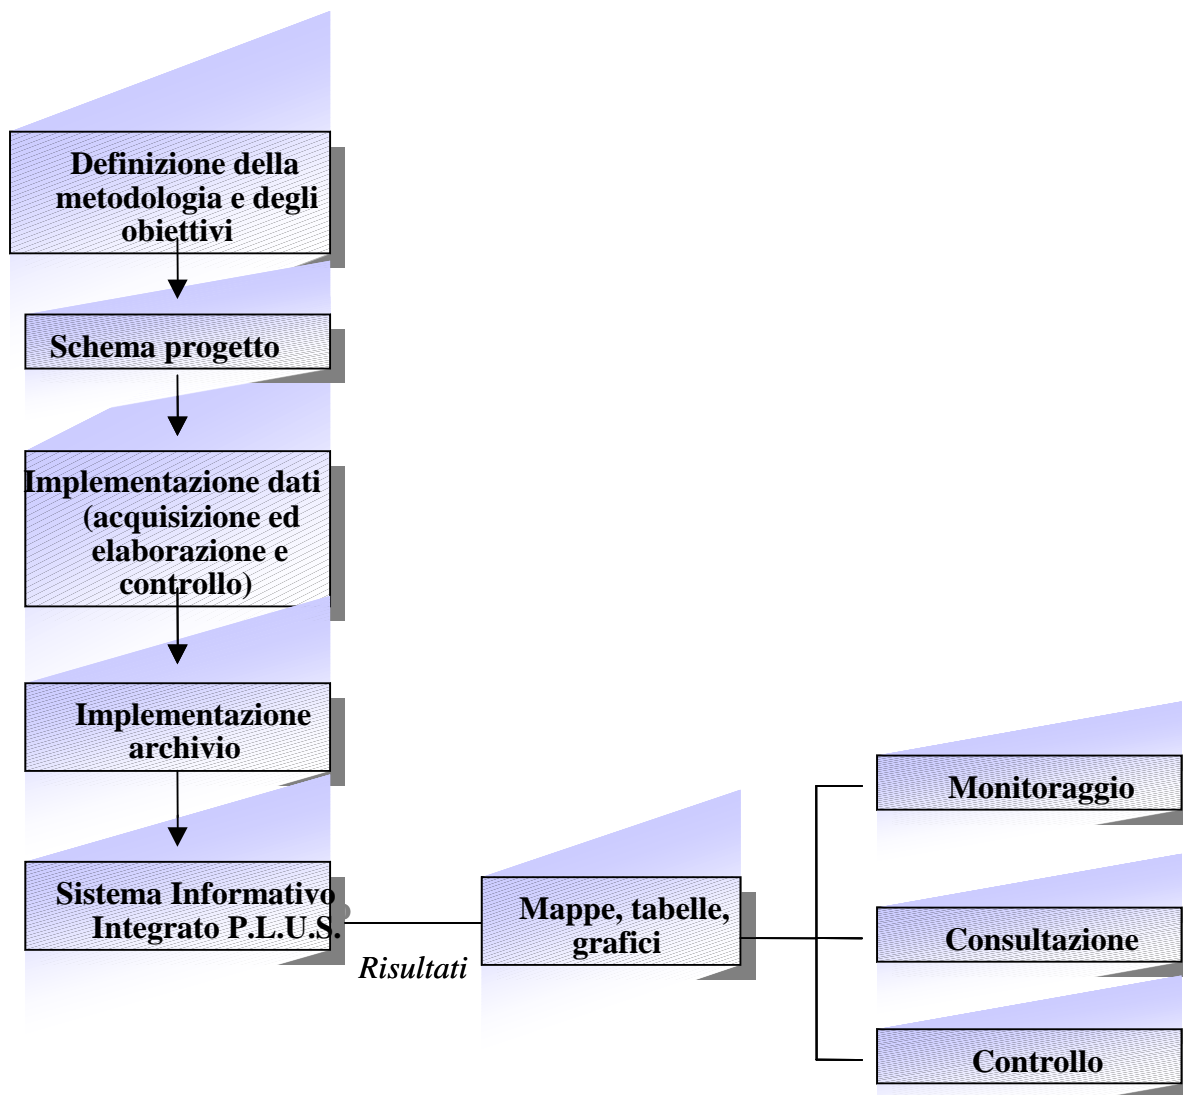 Definizione della
metodologia e degli
obiettivi
Schema progetto
Implementazione dati
(acquisizione ed
elaborazione e
controllo)
Implementazione
archivio
Sistema Informativo
Integrato P.L.U.S.
Risultati
Mappe, tabelle,
grafici
Monitoraggio
Consultazione
Controllo